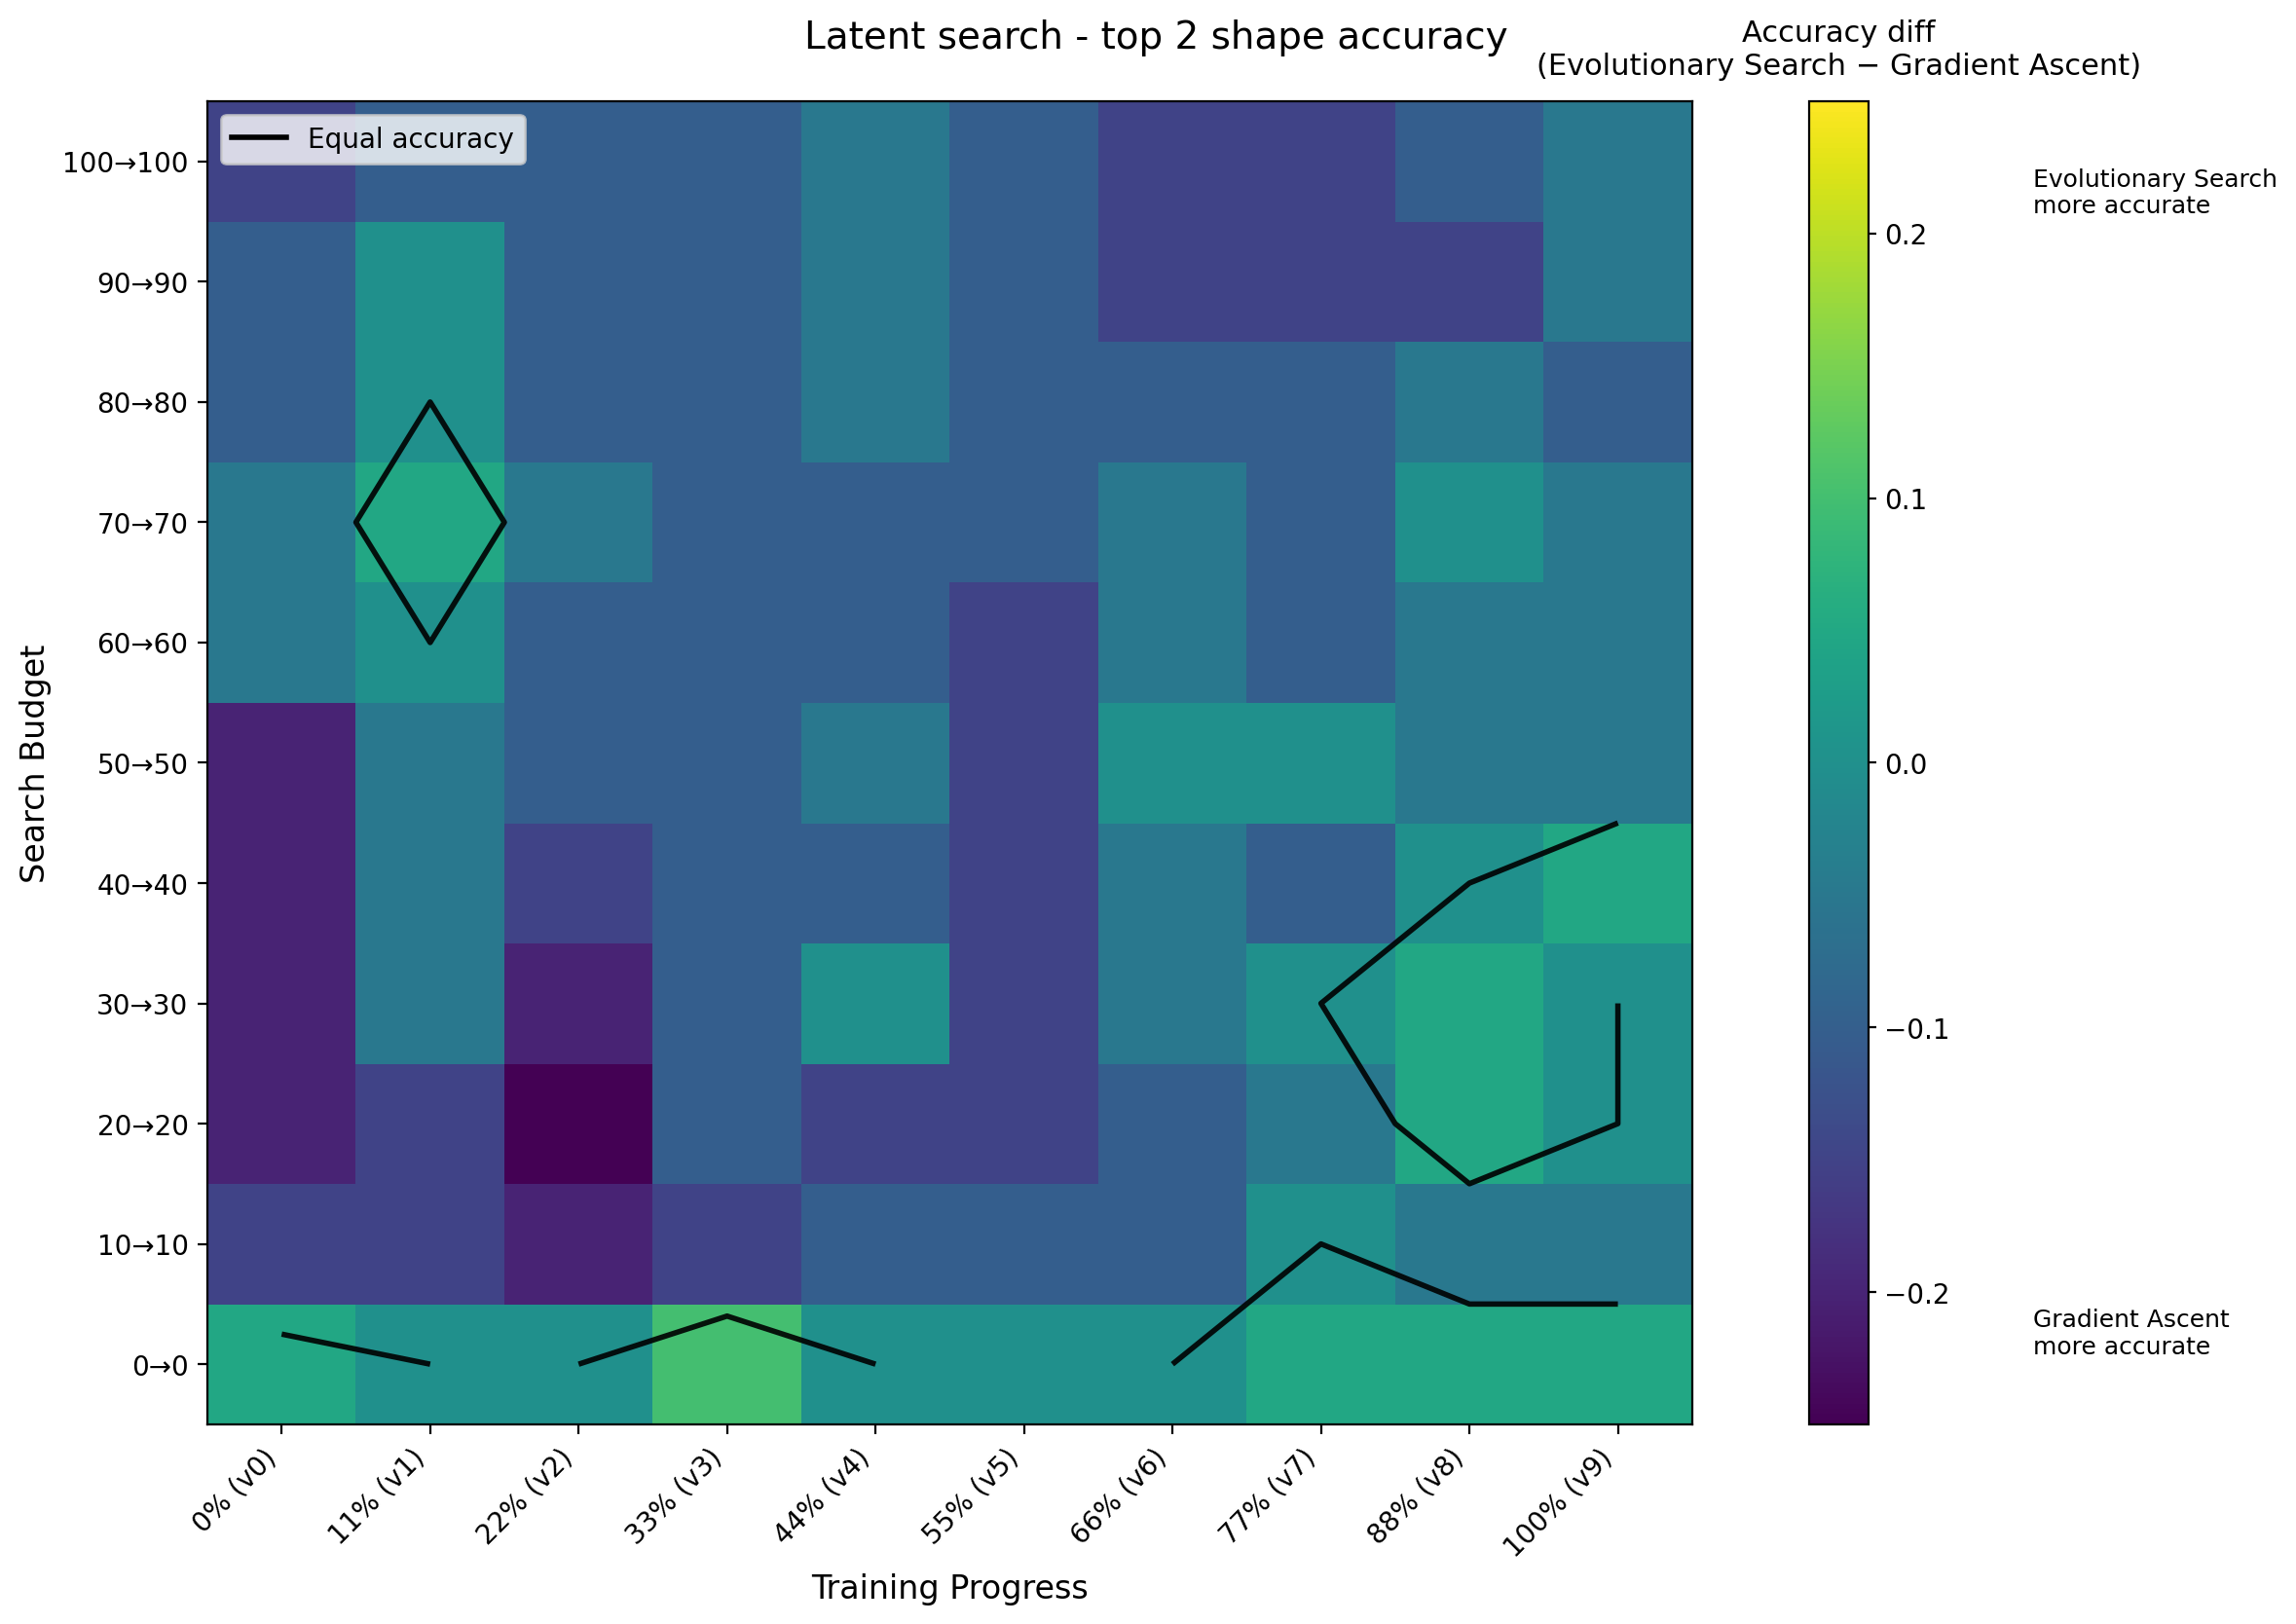 Latent search - top 2 shape accuracy
Accuracy diff
(Evolutionary Search − Gradient Ascent)
Equal accuracy
Search Budget
100→100
90→90
80→80
70→70
60→60
50→50
40→40
30→30
20→20
10→10
0→0
0% (v0)
11% (v1)
22% (v2)
33% (v3)
44% (v4)
55% (v5)
66% (v6)
77% (v7)
88% (v8)
100% (v9)
Training Progress
0.2
0.1
0.0
−0.1
−0.2
Evolutionary Search
more accurate
Gradient Ascent
more accurate